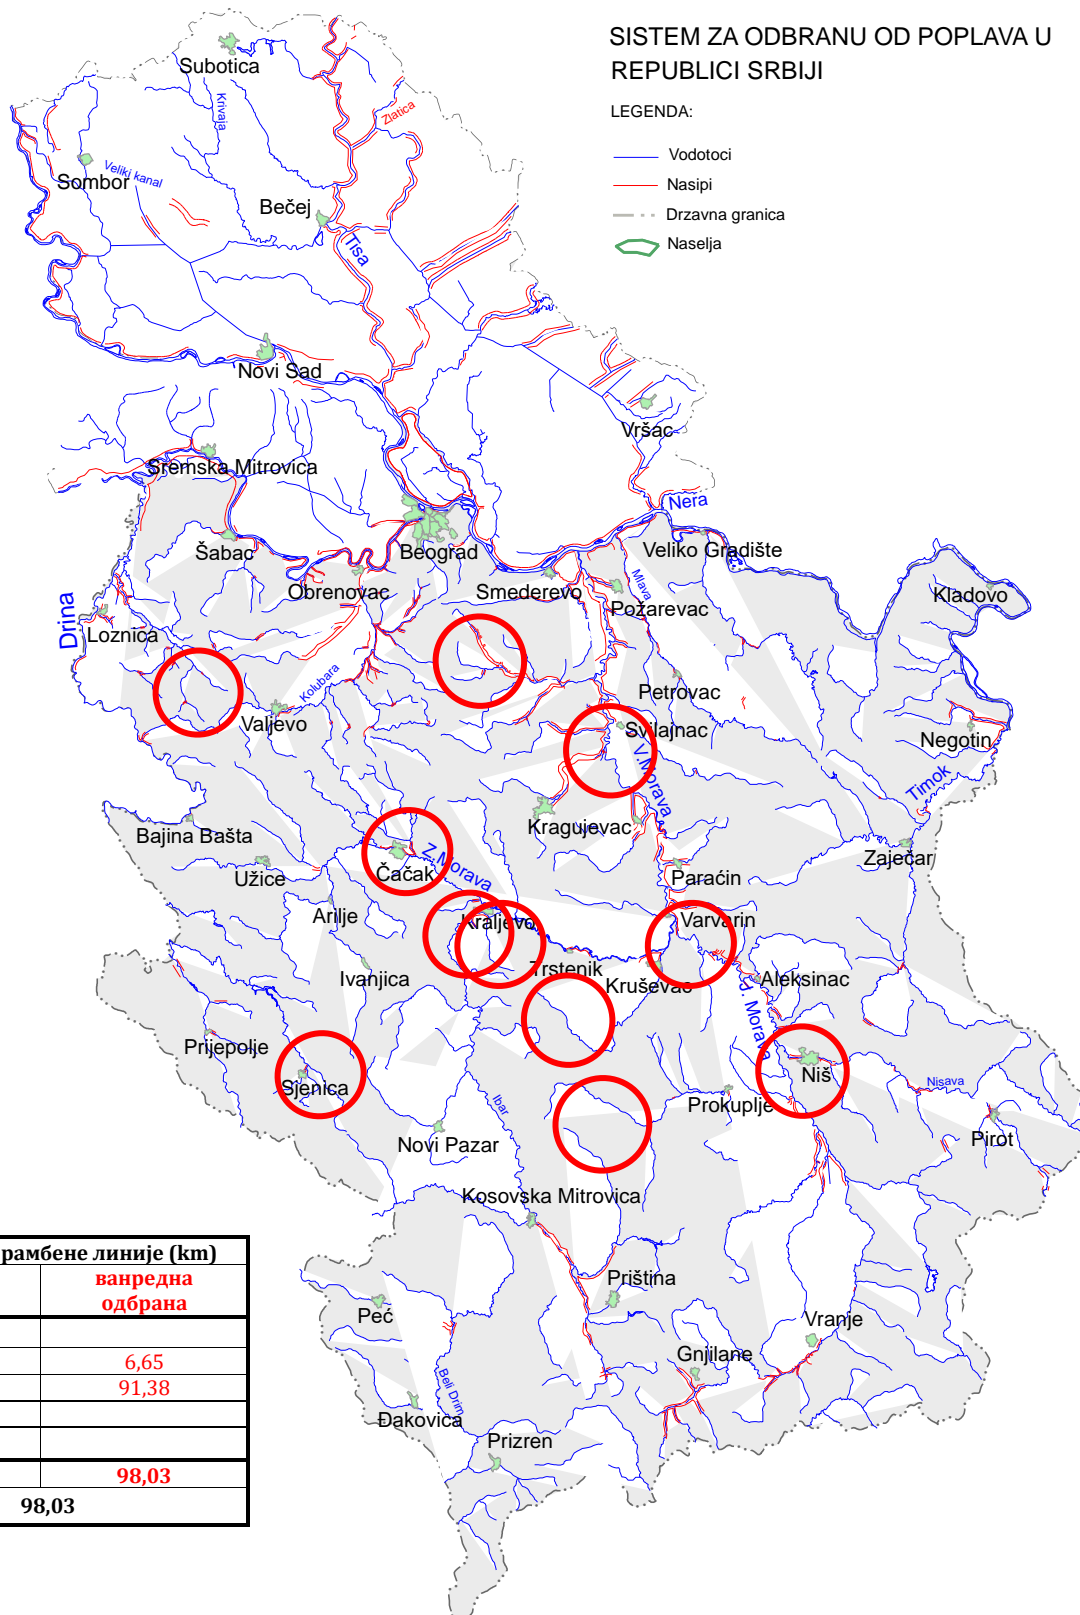 SISTEM ZA ODBRANU OD POPLAVA U
REPUBLICI SRBIJI
LEGENDA:
Vodotoci
Nasipi
Drzavna granica
Naselja
Subotica
Krivaja
Zlatica
Sombor
Veliki kanal
Bečej
Tisa
Novi Sad
Vršac
Sremska Mitrovica
Nera
Šabac
Beograd
Veliko Gradište
Obrenovac
Smederevo
Mlava
Požarevac
Kladovo
Drina
Loznica
Kolubara
Petrovac
Valjevo
Svilajnac
Negotin
V.Morava
Timok
Bajina Bašta
Kragujevac
Zaječar
Užice
Čačak
Z.Morava
Paraćin
Arilje
Kraljevo
Varvarin
Ivanjica
Trstenik
Kruševac
Aleksinac
J. Morava
Prijepolje
Sjenica
Niš
Nisava
Ibar
Prokuplje
Pirot
Novi Pazar
Kosovska Mitrovica
Priština
Peć
Vranje
Gnjilane
Beli Drim
Đakovica
Prizren
рамбене линије (km)
ванредна
одбрана
6,65
91,38
98,03
98,03